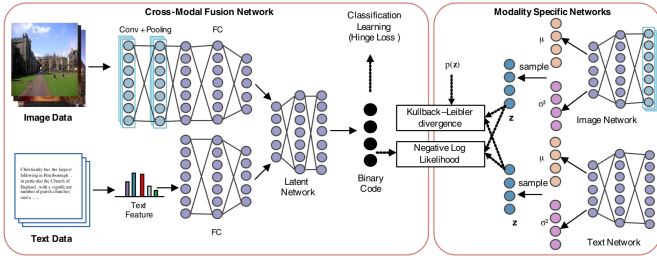 Cross-Modal Fusion Network
Classification
Learning
(Hinge Loss )
Modality Specific Networks
Conv + Pooling
FC
Image Data
Christianity has the largest
following in Peterborough ,
in particular the Church of
England , with a significant
number of parish churches
and a .....
Text Data
Text
Feature
FC
Latent
Network
Binary
Code
p(z)
Kullback–Leibler
divergence
Negative Log
Likelihood
z
sample
μ
σ²
Image Network
z
sample
μ
σ²
Text Network